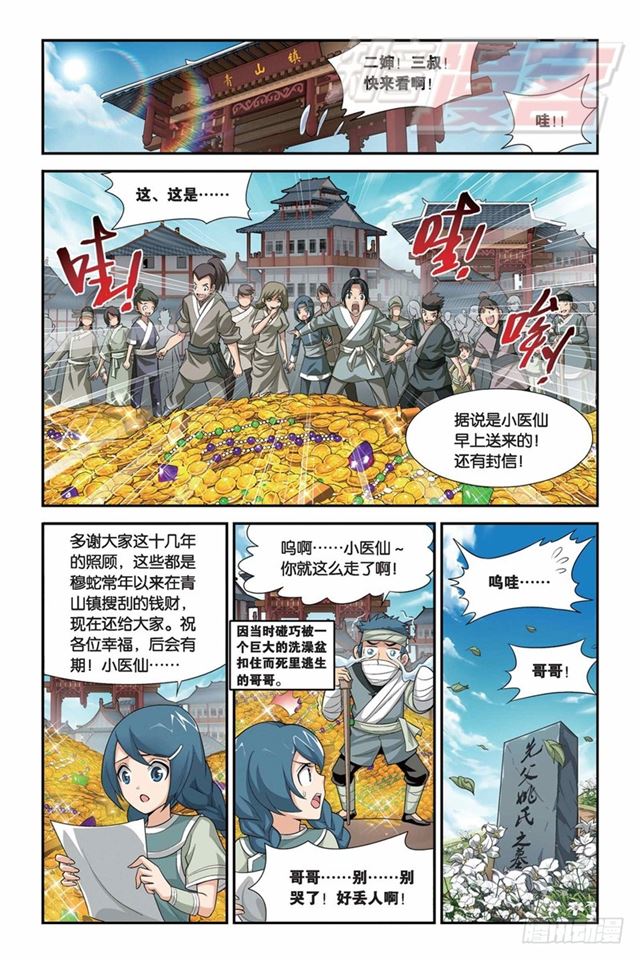 青山镇
二婶！三叔！
快来看啊！
哇！！
这、这是……
哇！
哇！
据说是小医仙
早上送来的！
还有封信！
多谢大家这十几年
的照顾，这些都是
穆蛇常年以来在青
山镇搜刮的钱财，
现在还给大家。祝
各位幸福，后会有
期！小医仙……
呜啊……小医仙～
你就这么走了啊！
因当时碰巧被一
个巨大的洗澡盆
扣住而死里逃生
的哥哥。
哥哥……别……别
哭了！好丢人啊！
呜哇……
哥哥！
先父姚氏之墓
腾讯动漫